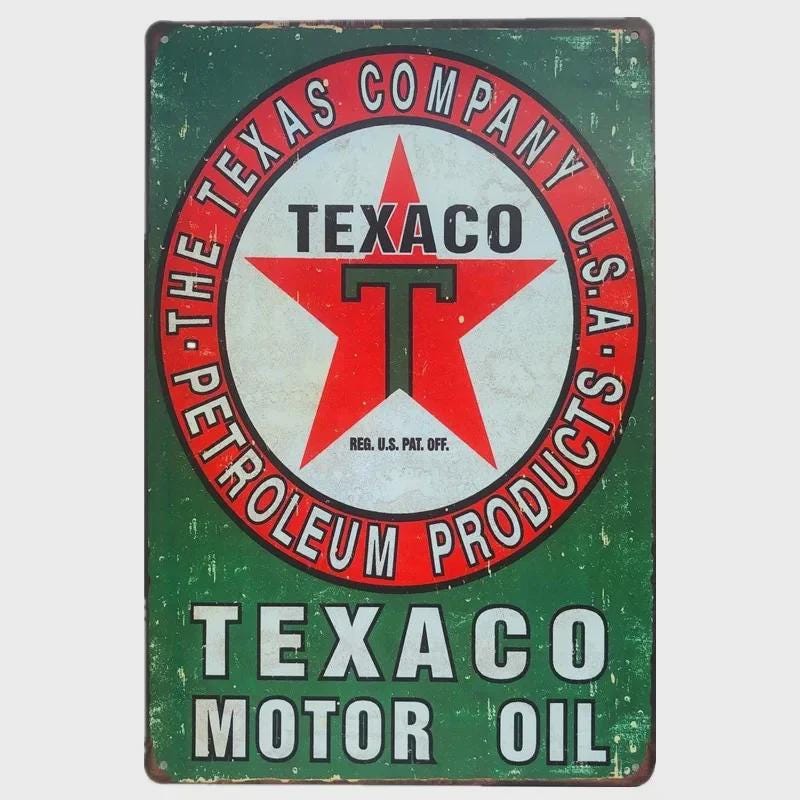 THE TEXAS COMPANY U.S.A.
TEXACO
T
REG. U.S. PAT. OFF.
· PETROLEUM PRODUCTS ·
TEXACO
MOTOR OIL